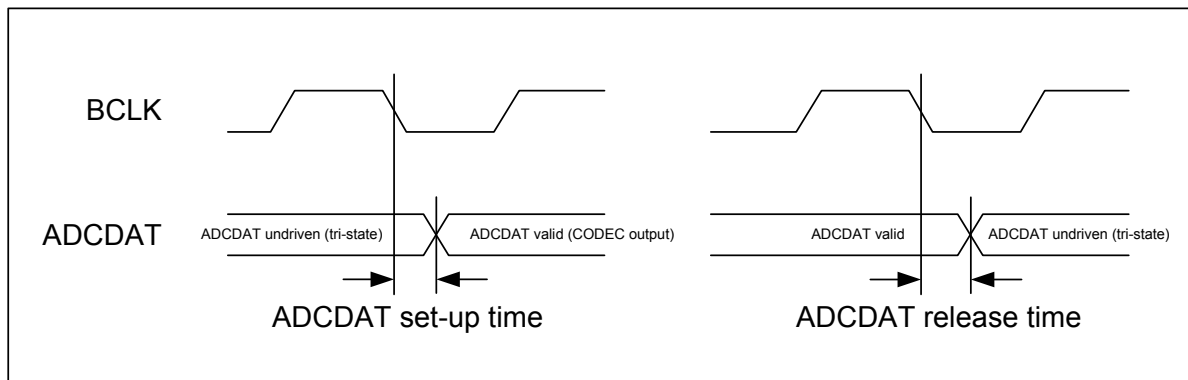 BCLK
ADCDAT
ADCDAT undriven (tri-state)
ADCDAT valid (CODEC output)
ADCDAT valid
ADCDAT undriven (tri-state)
ADCDAT set-up time
ADCDAT release time